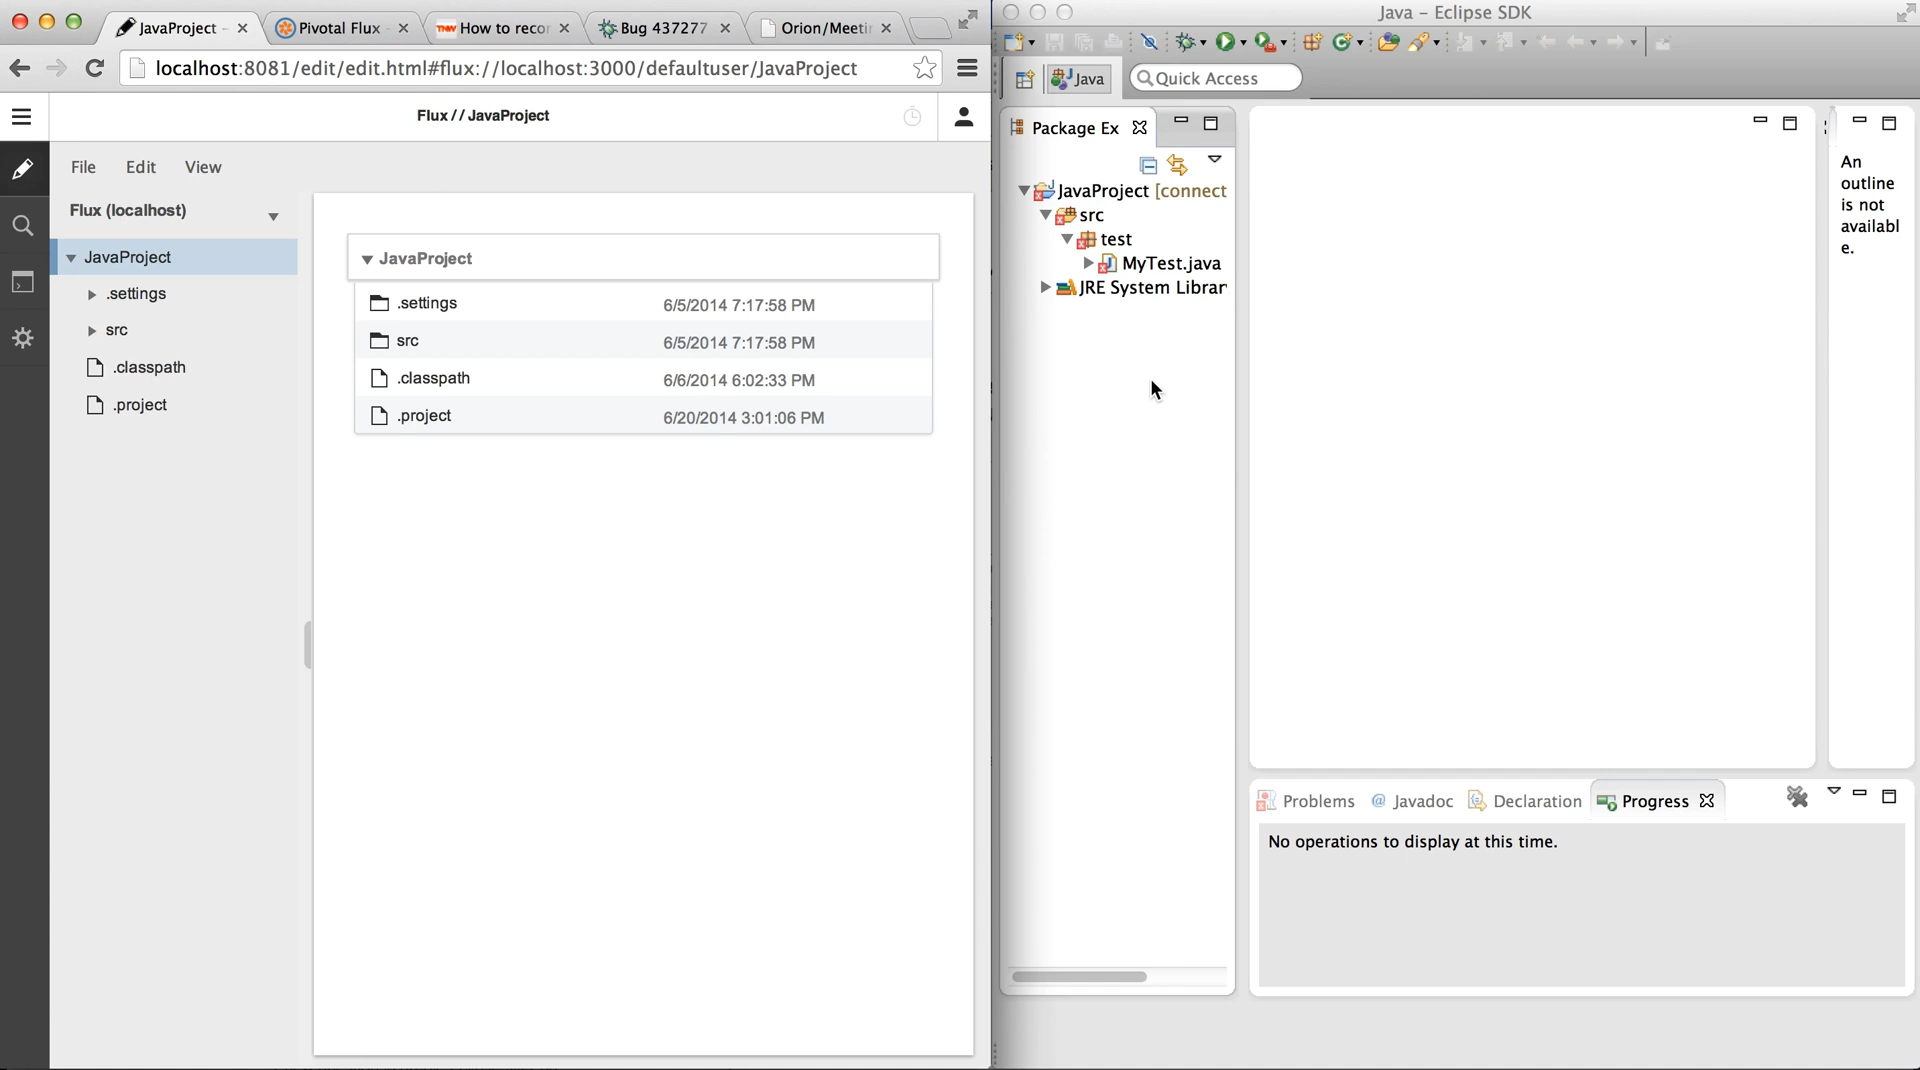 JavaProject -
Pivotal Flux
TNW How to recor
Bug 437277
Orion/Meetin
localhost:8081/edit/edit.html#flux://localhost:3000/defaultuser/JavaProject
Flux // JavaProject
File Edit View
Flux (localhost)
JavaProject
.settings
src
.classpath
.project
JavaProject
.settings 6/5/2014 7:17:58 PM
src 6/5/2014 7:17:58 PM
.classpath 6/6/2014 6:02:33 PM
.project 6/20/2014 3:01:06 PM
Java – Eclipse SDK
Java
Quick Access
Package Ex
JavaProject [connect
src
test
MyTest.java
JRE System Librar
An
outline
is not
availabl
e.
Problems @ Javadoc Declaration Progress
No operations to display at this time.